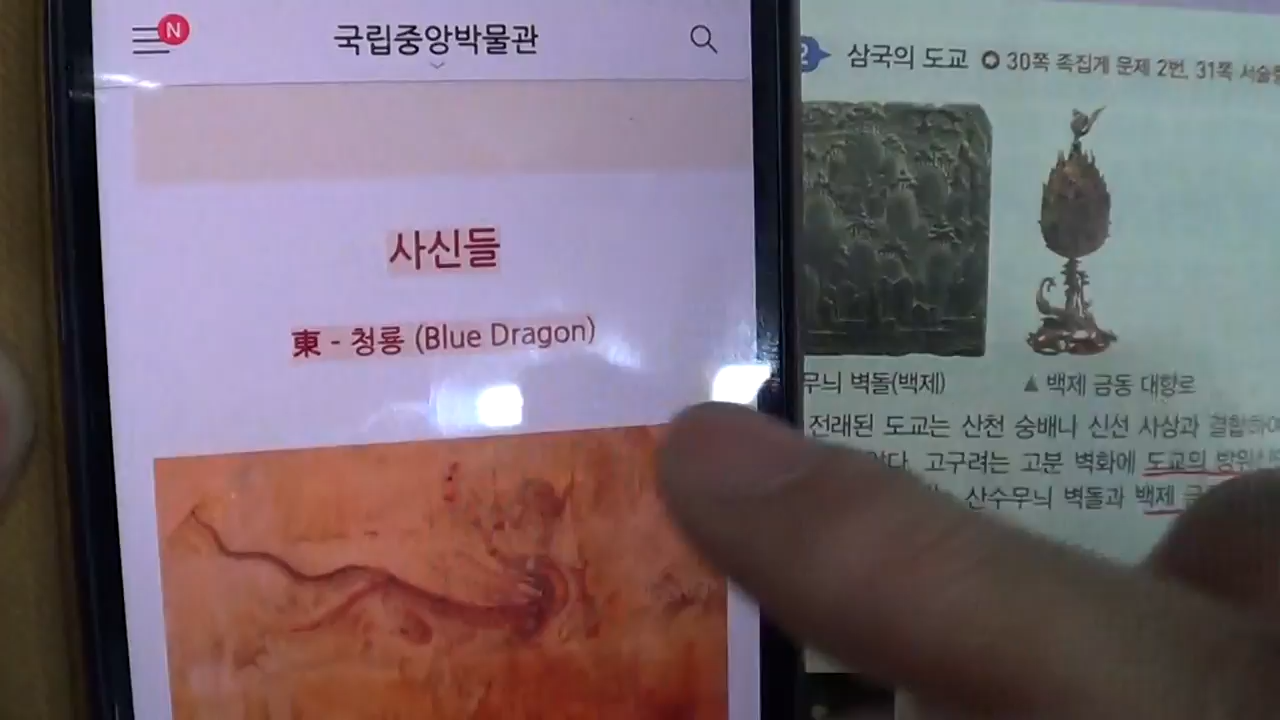 N
국립중앙박물관
사신들
東 - 청룡 (Blue Dragon)
2 삼국의 도교 30쪽 족집게 문제 2번, 31쪽 서술형
무늬 벽돌(백제)
▲ 백제 금동 대향로
전래된 도교는 산천 숭배나 신선 사상과 결합하여
고구려는 고분 벽화에 도교의
산수무늬 벽돌과 백제